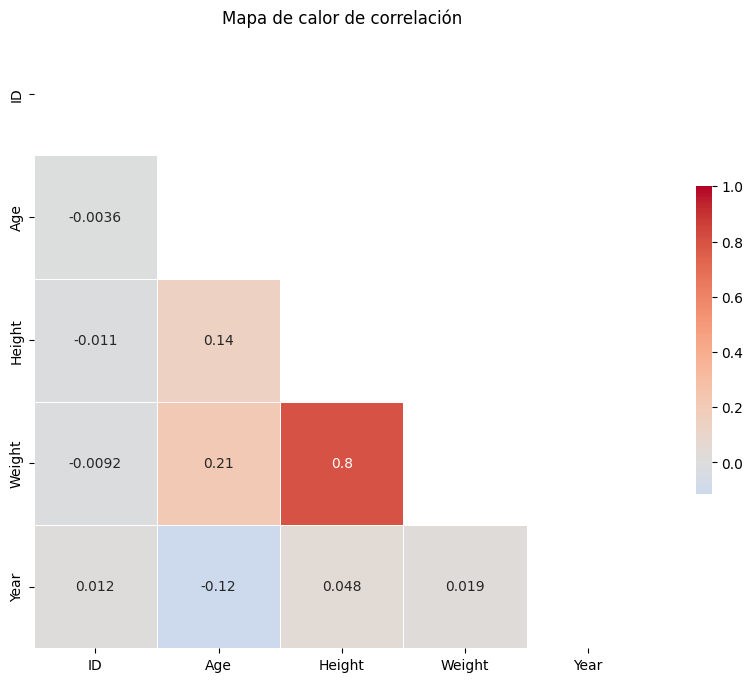 Mapa de calor de correlación
ID
Age
-0.0036
Height
-0.011 0.14
Weight
-0.0092 0.21 0.8
Year
0.012 -0.12 0.048 0.019
ID Age Height Weight Year
1.0
0.8
0.6
0.4
0.2
0.0